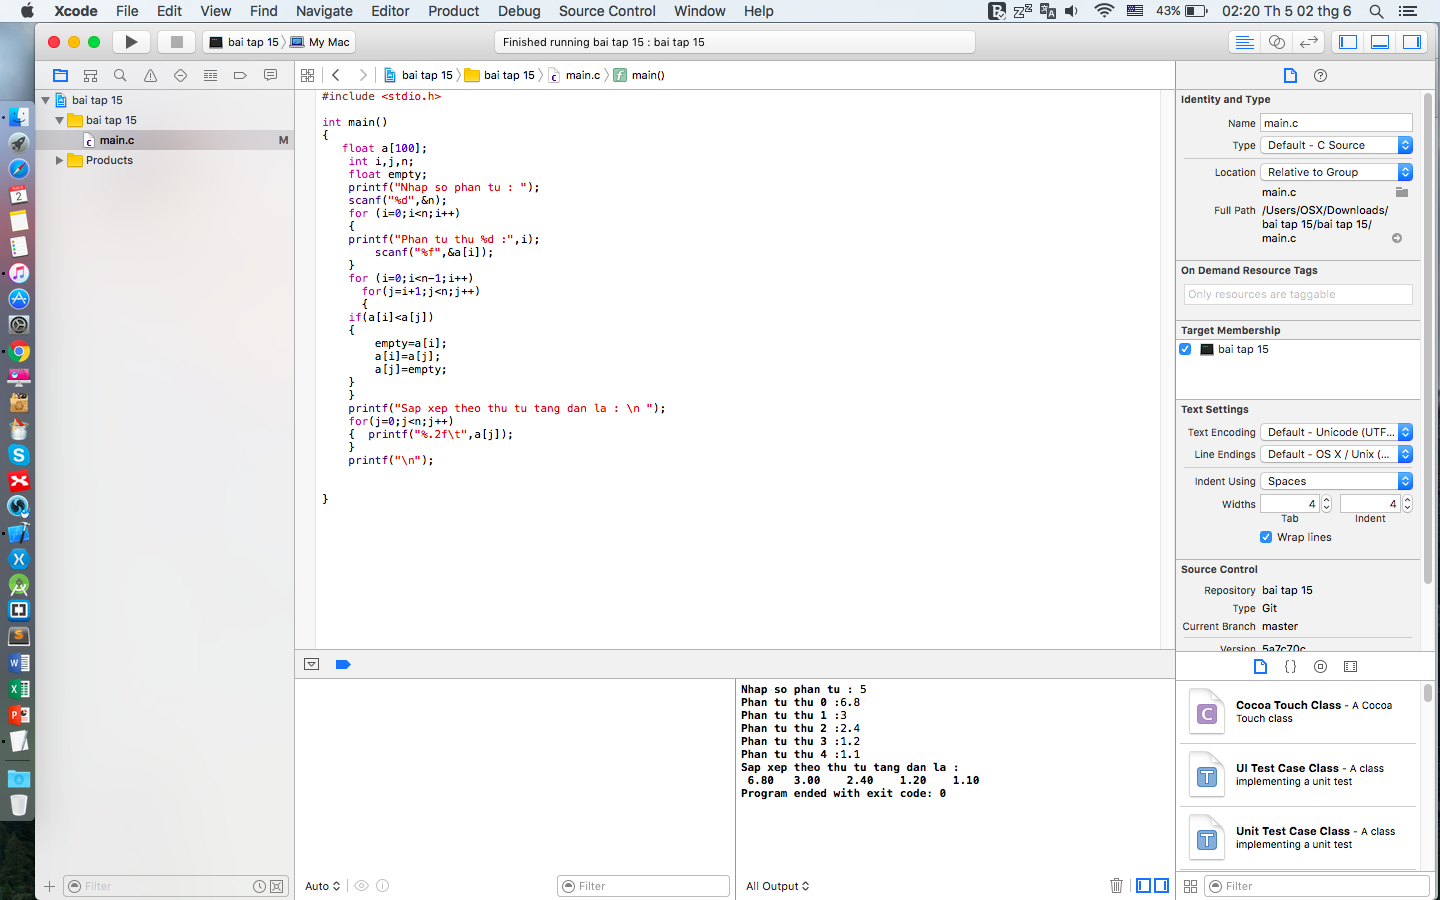 Xcode File Edit View Find Navigate Editor Product Debug Source Control Window Help 43% 02:20 Th 5 02 thg 6
bai tap 15 My Mac Finished running bai tap 15 : bai tap 15
bai tap 15
bai tap 15
main.c M
Products
Filter
bai tap 15 bai tap 15 main.c main()
#include <stdio.h>
int main()
{
float a[100];
int i,j,n;
float empty;
printf("Nhap so phan tu : ");
scanf("%d",&n);
for (i=0;i<n;i++)
{
printf("Phan tu thu %d :",i);
scanf("%f",&a[i]);
}
for (i=0;i<n-1;i++)
for(j=i+1;j<n;j++)
{
if(a[i]<a[j])
{
empty=a[i];
a[i]=a[j];
a[j]=empty;
}
}
printf("Sap xep theo thu tu tang dan la : \n ");
for(j=0;j<n;j++)
{ printf("%.2f\t",a[j]);
}
printf("\n");
}
Auto
Filter
Nhap so phan tu : 5
Phan tu thu 0 :6.8
Phan tu thu 1 :3
Phan tu thu 2 :2.4
Phan tu thu 3 :1.2
Phan tu thu 4 :1.1
Sap xep theo thu tu tang dan la :
6.80 3.00 2.40 1.20 1.10
Program ended with exit code: 0
All Output
Identity and Type
Name main.c
Type Default - C Source
Location Relative to Group
main.c
Full Path /Users/OSX/Downloads/
bai tap 15/bai tap 15/
main.c
On Demand Resource Tags
Only resources are taggable
Target Membership
bai tap 15
Text Settings
Text Encoding Default - Unicode (UTF...
Line Endings Default - OS X / Unix (...
Indent Using Spaces
Widths 4 4
Tab Indent
Wrap lines
Source Control
Repository bai tap 15
Type Git
Current Branch master
Version 5a7c70c
Cocoa Touch Class - A Cocoa
Touch class
UI Test Case Class - A class
implementing a unit test
Unit Test Case Class - A class
implementing a unit test
Filter